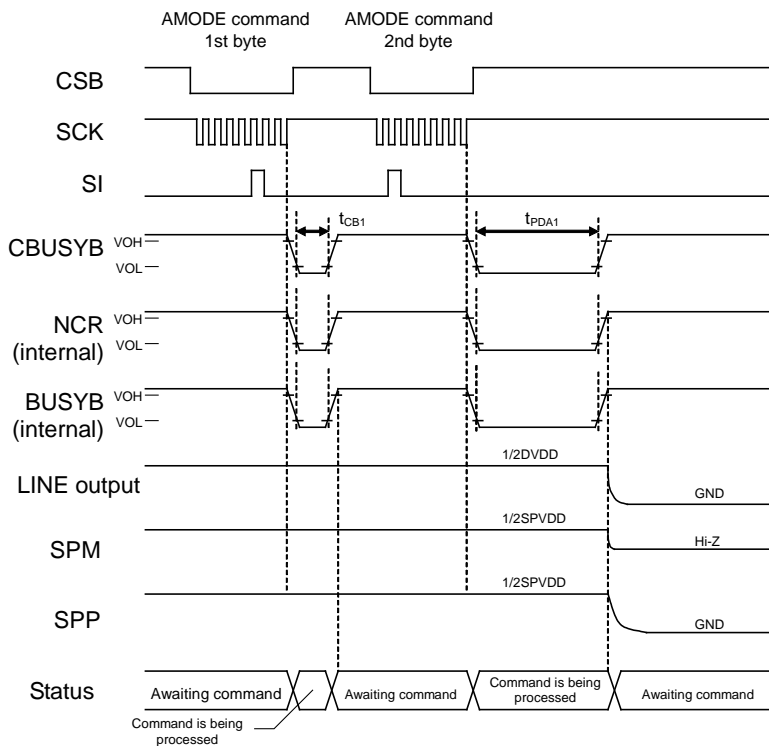 AMODE command
1st byte
AMODE command
2nd byte
CSB
SCK
SI
tCB1
tPDA1
CBUSYB
VOH
VOL
NCR
(internal)
VOH
VOL
BUSYB
(internal)
VOH
VOL
LINE output
1/2DVDD
GND
SPM
1/2SPVDD
Hi-Z
SPP
1/2SPVDD
GND
Status
Awaiting command
Command is being
processed
Awaiting command
Command is being
processed
Awaiting command